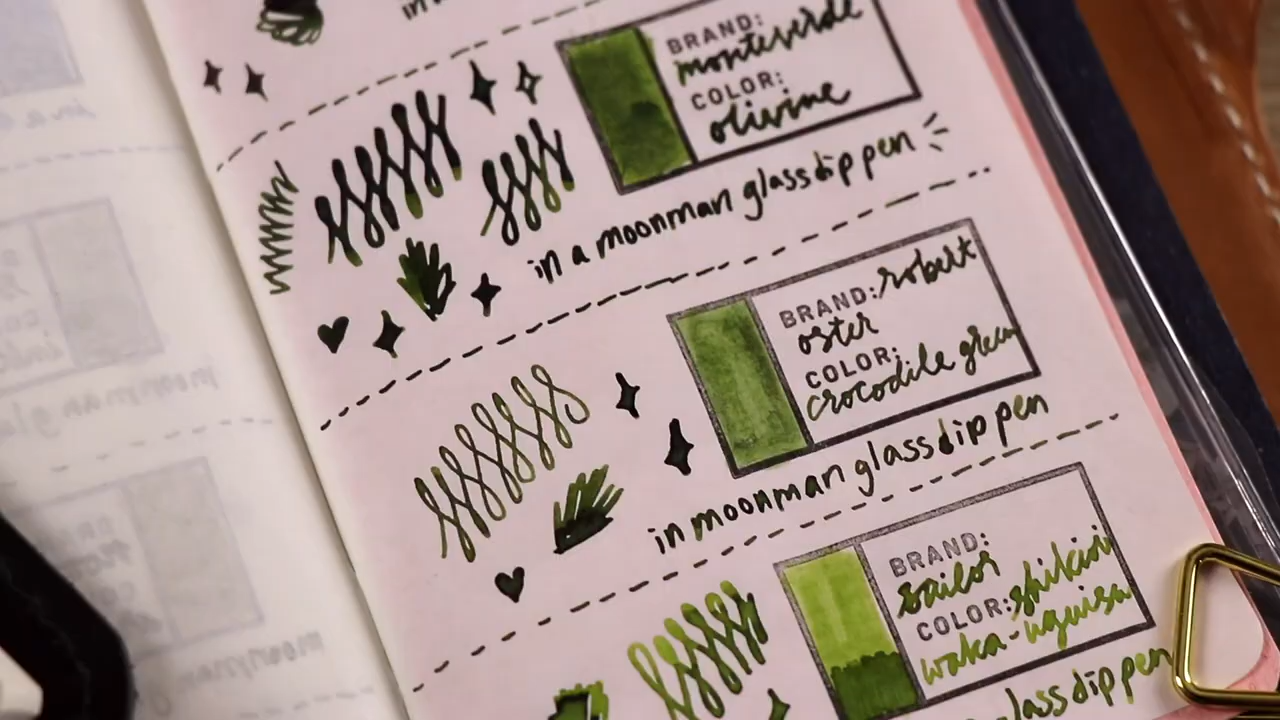 BRAND:
monteverde
COLOR:
olivine
in a moonman glass dip pen
BRAND: robert
oster
COLOR:
crocodile green
in moonman glass dip pen
BRAND:
sailor
COLOR: shikiori
waka-uguisu
glass dip pen